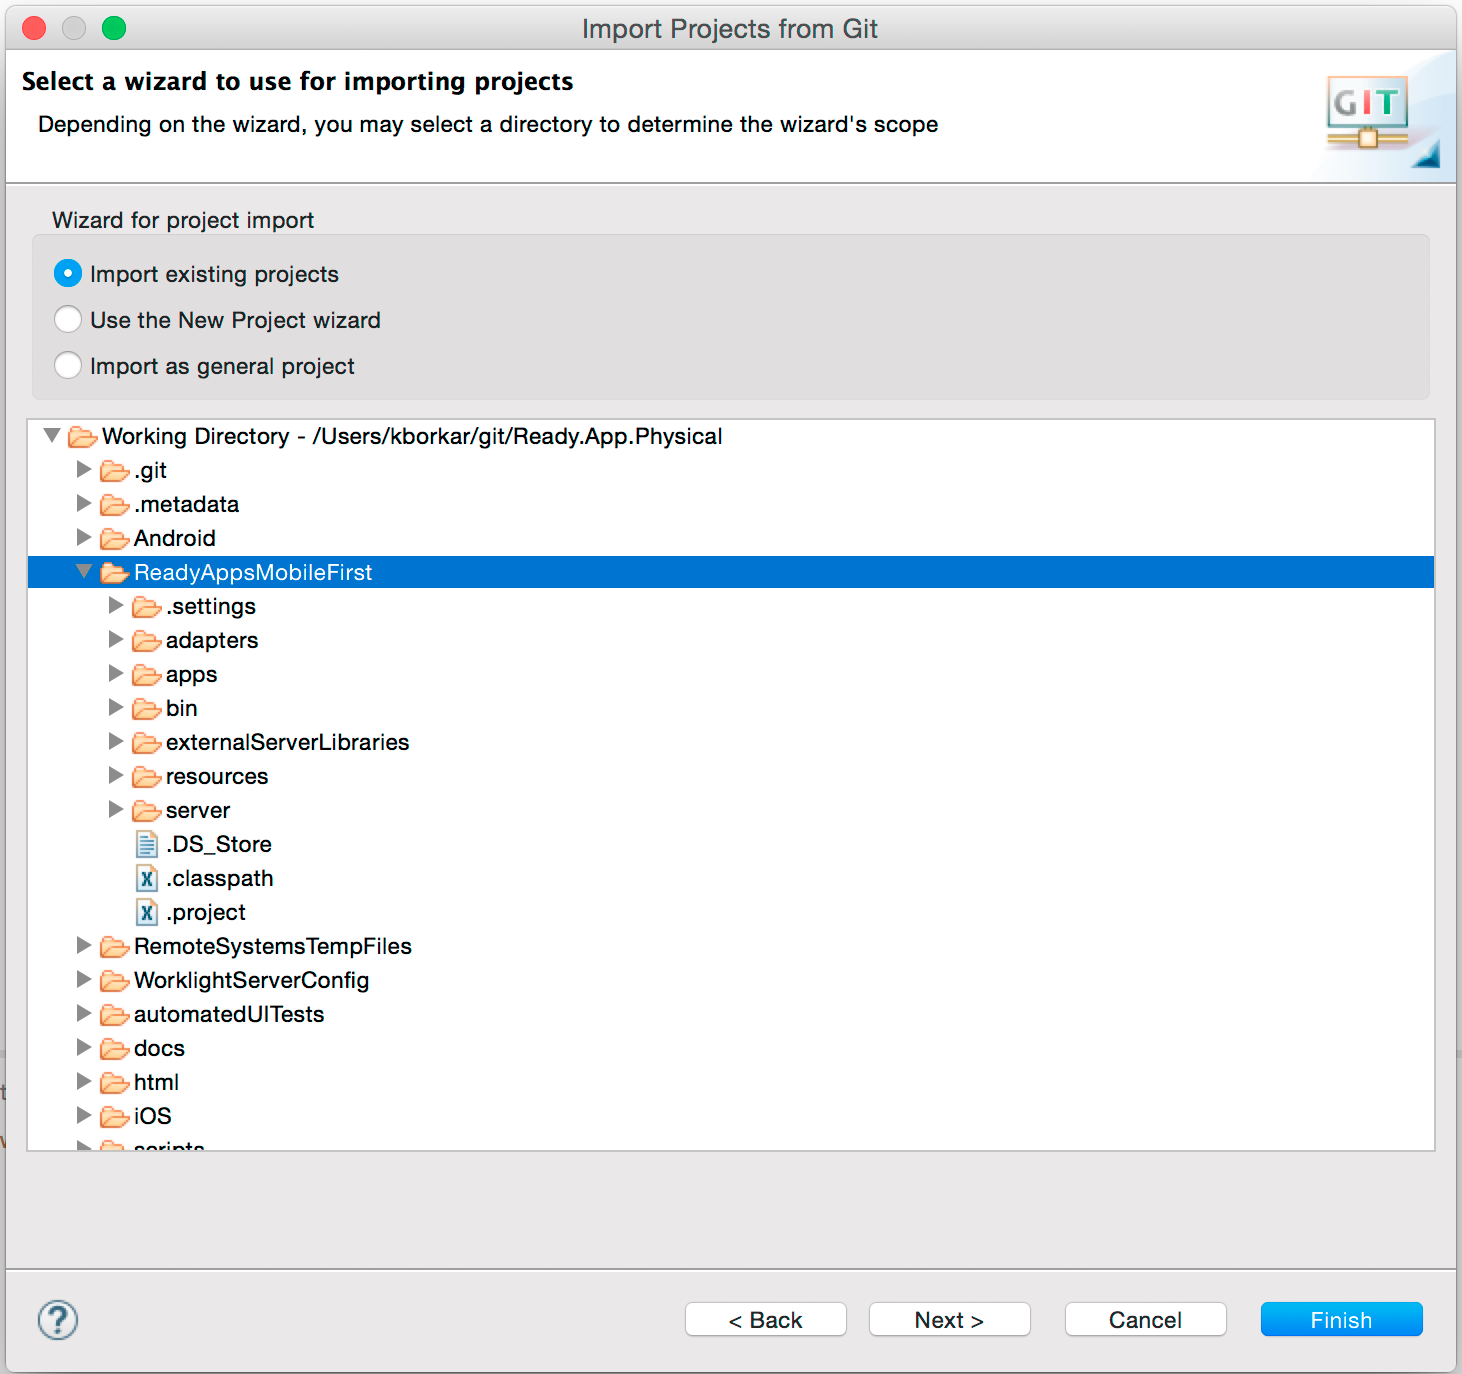 Import Projects from Git
Select a wizard to use for importing projects
Depending on the wizard, you may select a directory to determine the wizard's scope
GIT
Wizard for project import
Import existing projects
Use the New Project wizard
Import as general project
Working Directory - /Users/kborkar/git/Ready.App.Physical
.git
.metadata
Android
ReadyAppsMobileFirst
.settings
adapters
apps
bin
externalServerLibraries
resources
server
.DS_Store
.classpath
.project
RemoteSystemsTempFiles
WorklightServerConfig
automatedUITests
docs
html
iOS
scripts
? < Back Next > Cancel Finish